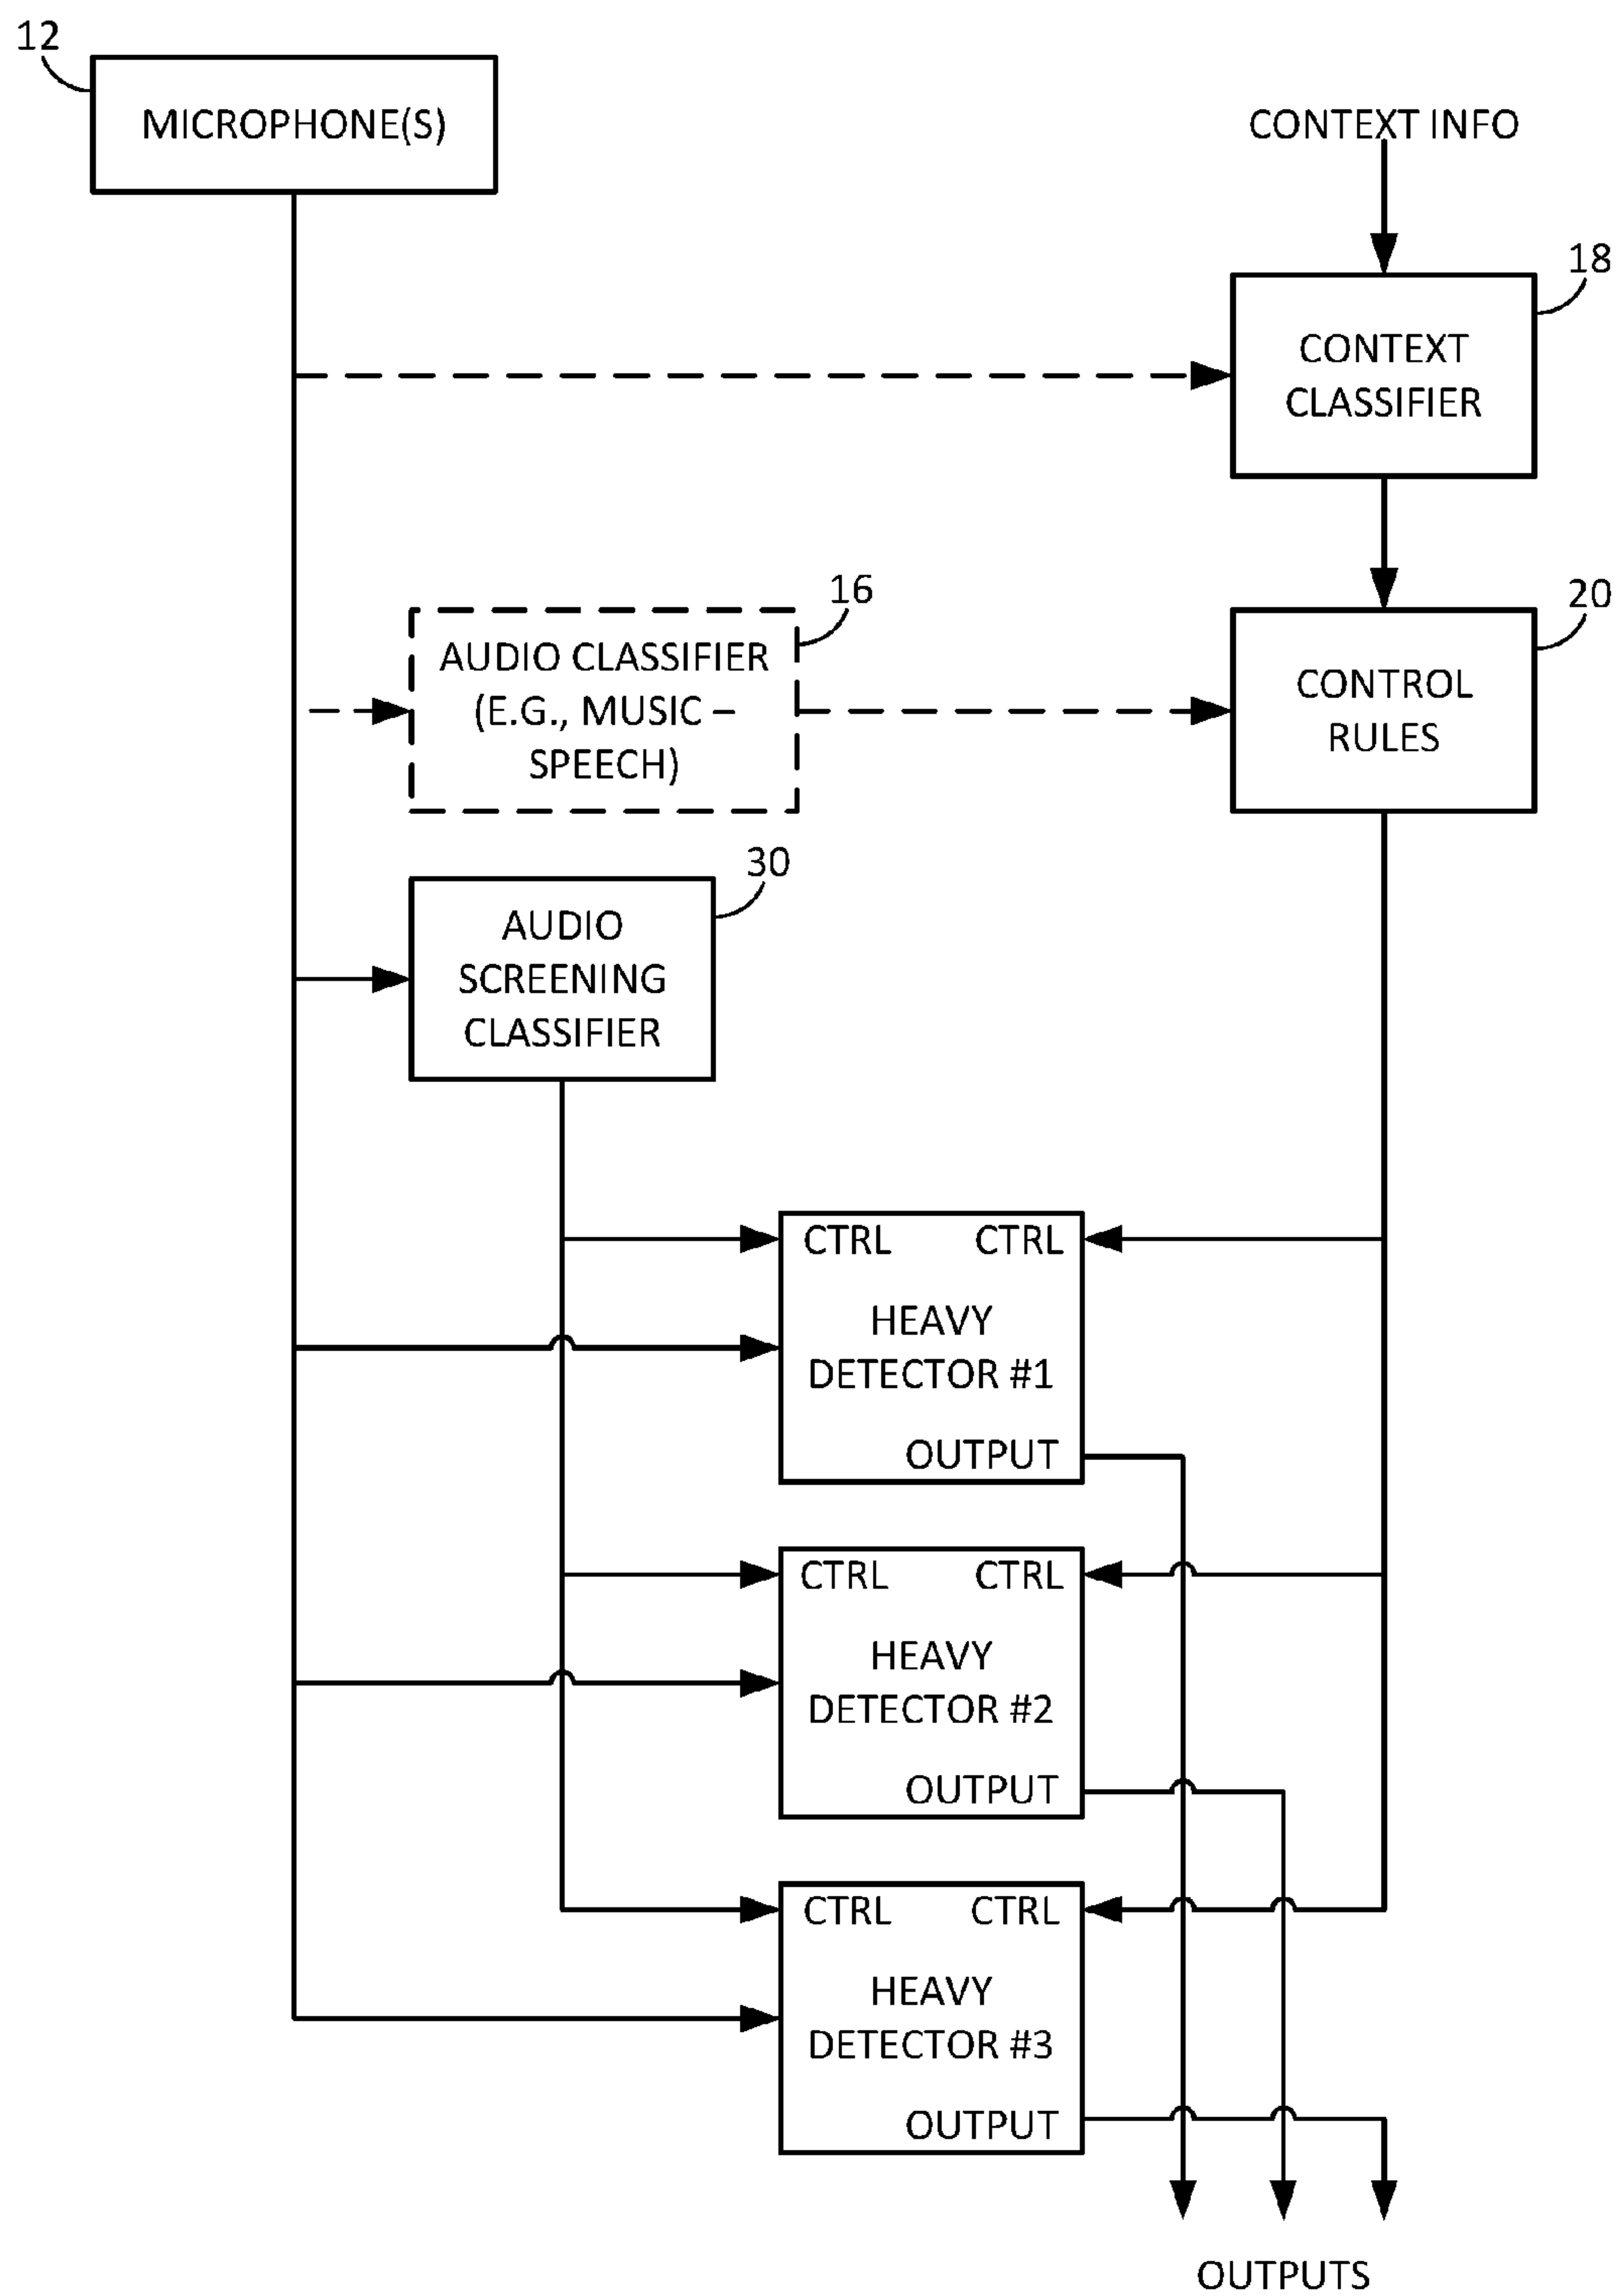 12
MICROPHONE(S)
CONTEXT INFO
18
CONTEXT
CLASSIFIER
16
AUDIO CLASSIFIER
(E.G., MUSIC –
SPEECH)
20
CONTROL
RULES
30
AUDIO
SCREENING
CLASSIFIER
CTRL CTRL
HEAVY
DETECTOR #1
OUTPUT
CTRL CTRL
HEAVY
DETECTOR #2
OUTPUT
CTRL CTRL
HEAVY
DETECTOR #3
OUTPUT
OUTPUTS